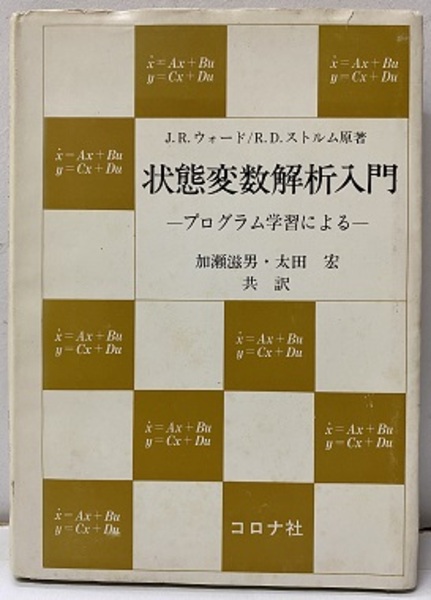 ẋ=Ax+Bu
y=Cx+Du
ẋ=Ax+Bu
y=Cx+Du
J.R.ウォード/R.D.ストルム原著
ẋ=Ax+Bu
y=Cx+Du
状態変数解析入門
―プログラム学習による―
加瀬滋男・太田 宏
共訳
ẋ=Ax+Bu
y=Cx+Du
ẋ=Ax+Bu
y=Cx+Du
ẋ=Ax+Bu
y=Cx+Du
ẋ=Ax+Bu
y=Cx+Du
ẋ=Ax+Bu
y=Cx+Du
コロナ社